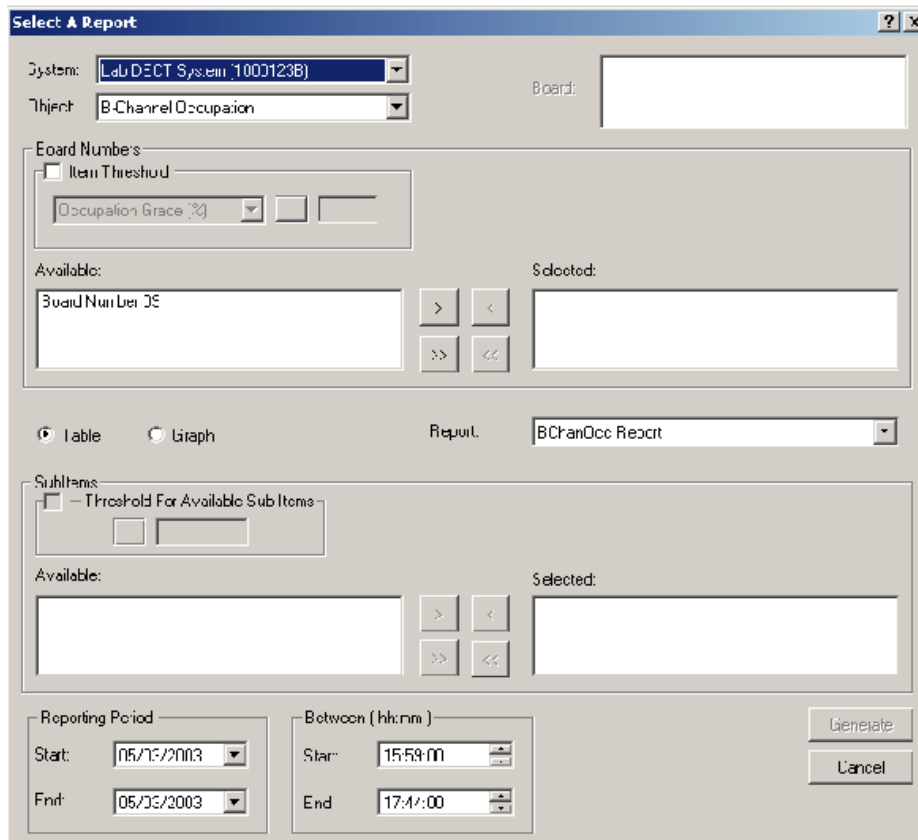 Select A Report
System: Lab DECT System (1000123B)
Board:
Object: B-Channel Occupation
Board Numbers
Item Threshold
Occupation Grace (%)
Available:
Selected:
Board Number
> <
>> <<
Table Graph Report: BChanOcc Report
SubItems
Threshold For Available Sub Items
Available:
Selected:
> <
>> <<
Reporting Period Between ( hh:mm )
Generate
Start: 05/03/2003 Start: 15:59:00
Cancel
End: 05/03/2003 End: 17:47:00